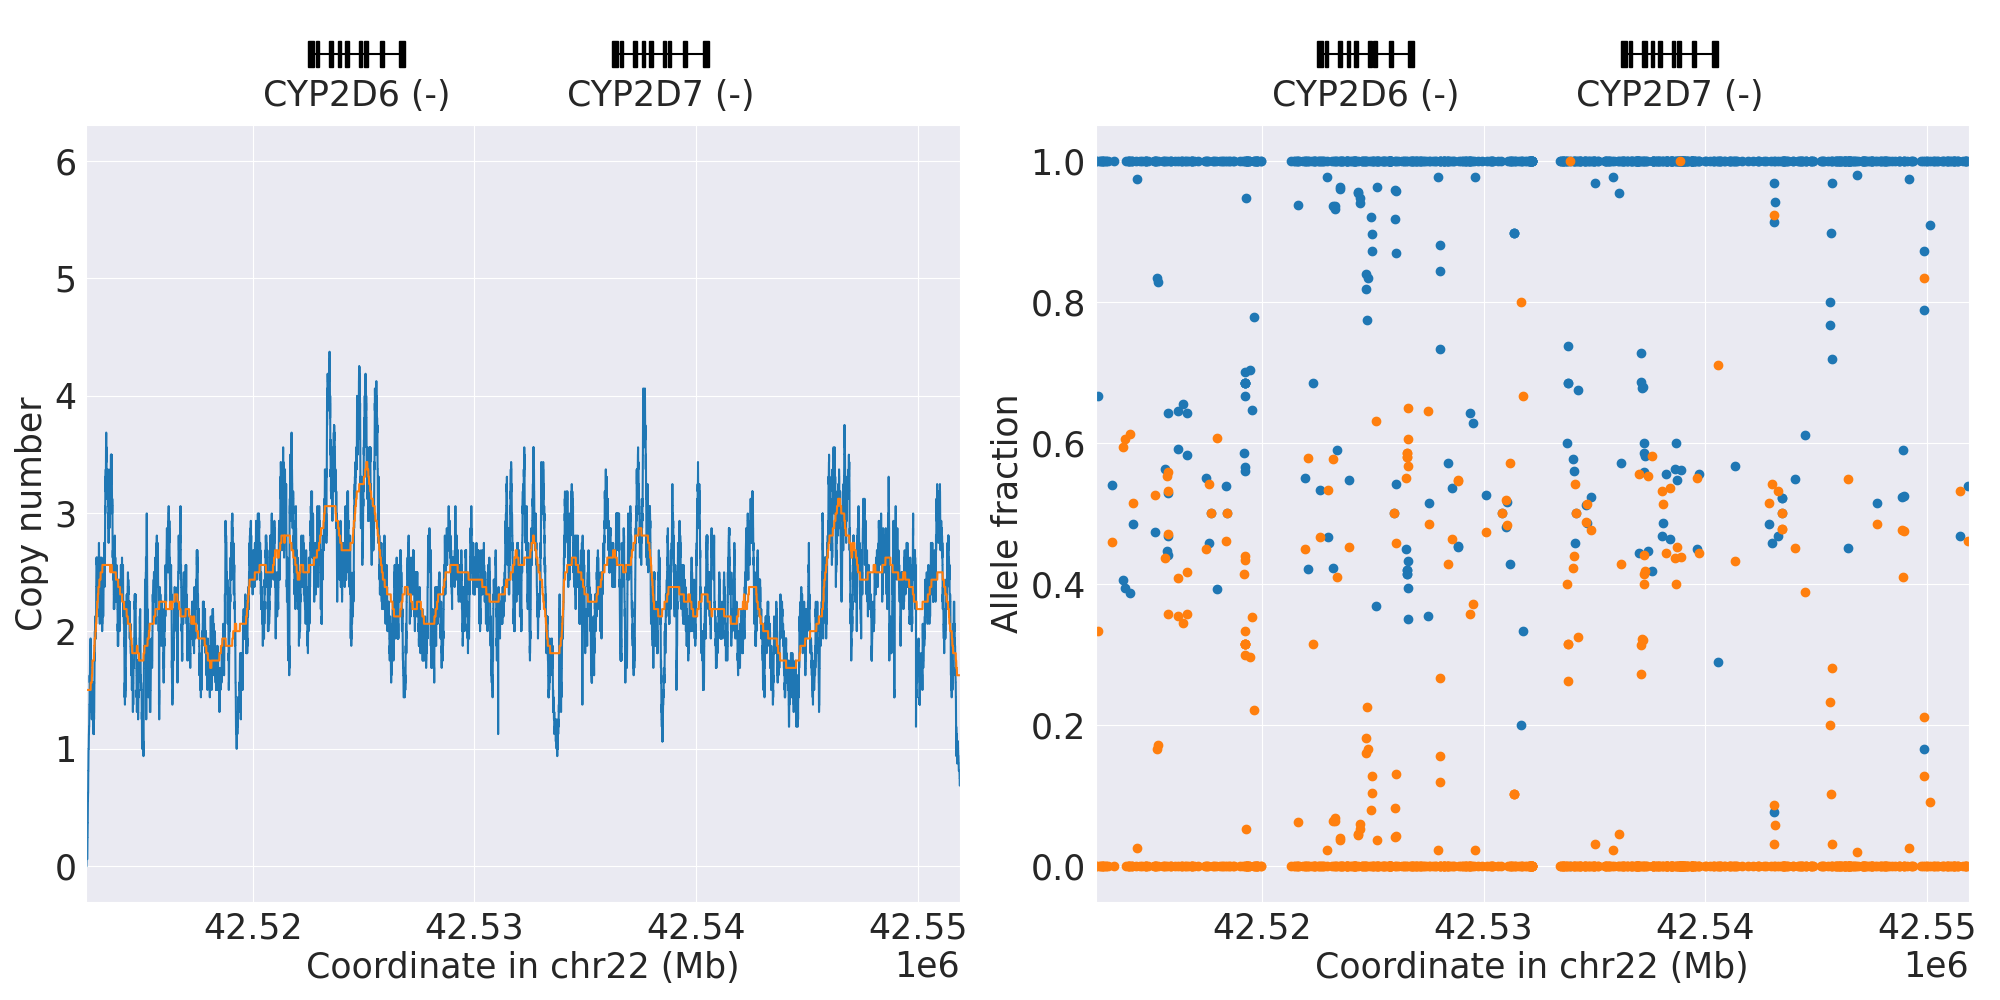 CYP2D6 (-) CYP2D7 (-)
6
5
4
3
2
1
0
Copy number
42.52 42.53 42.54 42.55
Coordinate in chr22 (Mb) 1e6
CYP2D6 (-) CYP2D7 (-)
1.0
0.8
0.6
0.4
0.2
0.0
Allele fraction
42.52 42.53 42.54 42.55
Coordinate in chr22 (Mb) 1e6